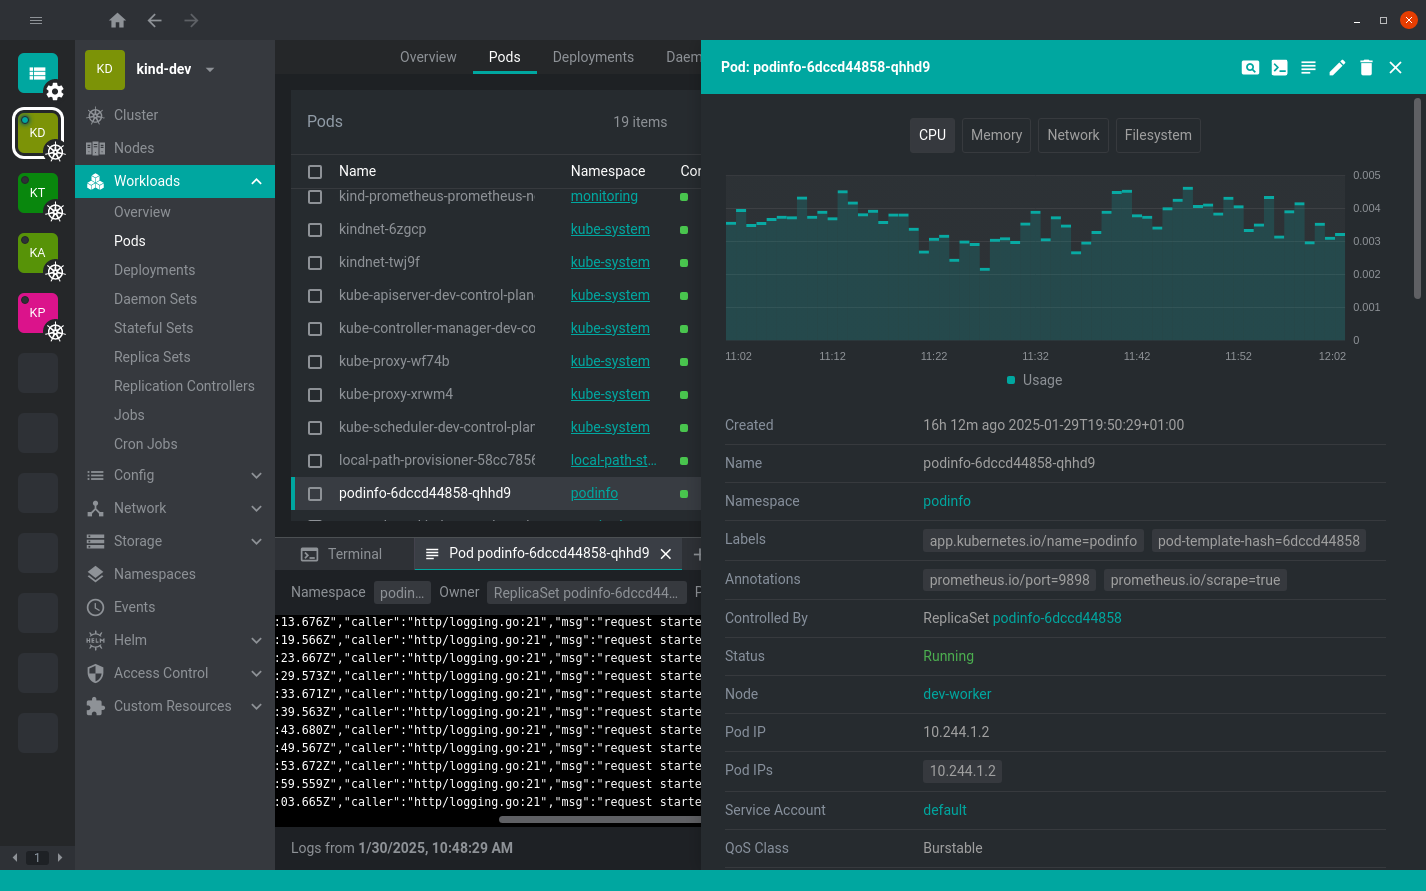 KD
KT
KA
KP
1
KD kind-dev
Cluster
Nodes
Workloads
Overview
Pods
Deployments
Daemon Sets
Stateful Sets
Replica Sets
Replication Controllers
Jobs
Cron Jobs
Config
Network
Storage
Namespaces
Events
HELM Helm
Access Control
Custom Resources
Overview Pods Deployments Daem
Pods 19 items
Name Namespace Cor
kind-prometheus-prometheus-n monitoring
kindnet-6zgcp kube-system
kindnet-twj9f kube-system
kube-apiserver-dev-control-plan kube-system
kube-controller-manager-dev-co kube-system
kube-proxy-wf74b kube-system
kube-proxy-xrwm4 kube-system
kube-scheduler-dev-control-plan kube-system
local-path-provisioner-58cc7856 local-path-st...
podinfo-6dccd44858-qhhd9 podinfo
Terminal Pod podinfo-6dccd44858-qhhd9
Namespace podin... Owner ReplicaSet podinfo-6dccd44... P
:13.676Z","caller":"http/logging.go:21","msg":"request starte
:19.566Z","caller":"http/logging.go:21","msg":"request starte
:23.667Z","caller":"http/logging.go:21","msg":"request starte
:29.573Z","caller":"http/logging.go:21","msg":"request starte
:33.671Z","caller":"http/logging.go:21","msg":"request starte
:39.563Z","caller":"http/logging.go:21","msg":"request starte
:43.680Z","caller":"http/logging.go:21","msg":"request starte
:49.567Z","caller":"http/logging.go:21","msg":"request starte
:53.672Z","caller":"http/logging.go:21","msg":"request starte
:59.559Z","caller":"http/logging.go:21","msg":"request starte
:03.665Z","caller":"http/logging.go:21","msg":"request starte
Logs from 1/30/2025, 10:48:29 AM
Pod: podinfo-6dccd44858-qhhd9
CPU Memory Network Filesystem
0.005
0.004
0.003
0.002
0.001
0
11:02 11:12 11:22 11:32 11:42 11:52 12:02
Usage
Created 16h 12m ago 2025-01-29T19:50:29+01:00
Name podinfo-6dccd44858-qhhd9
Namespace podinfo
Labels app.kubernetes.io/name=podinfo pod-template-hash=6dccd44858
Annotations prometheus.io/port=9898 prometheus.io/scrape=true
Controlled By ReplicaSet podinfo-6dccd44858
Status Running
Node dev-worker
Pod IP 10.244.1.2
Pod IPs 10.244.1.2
Service Account default
QoS Class Burstable